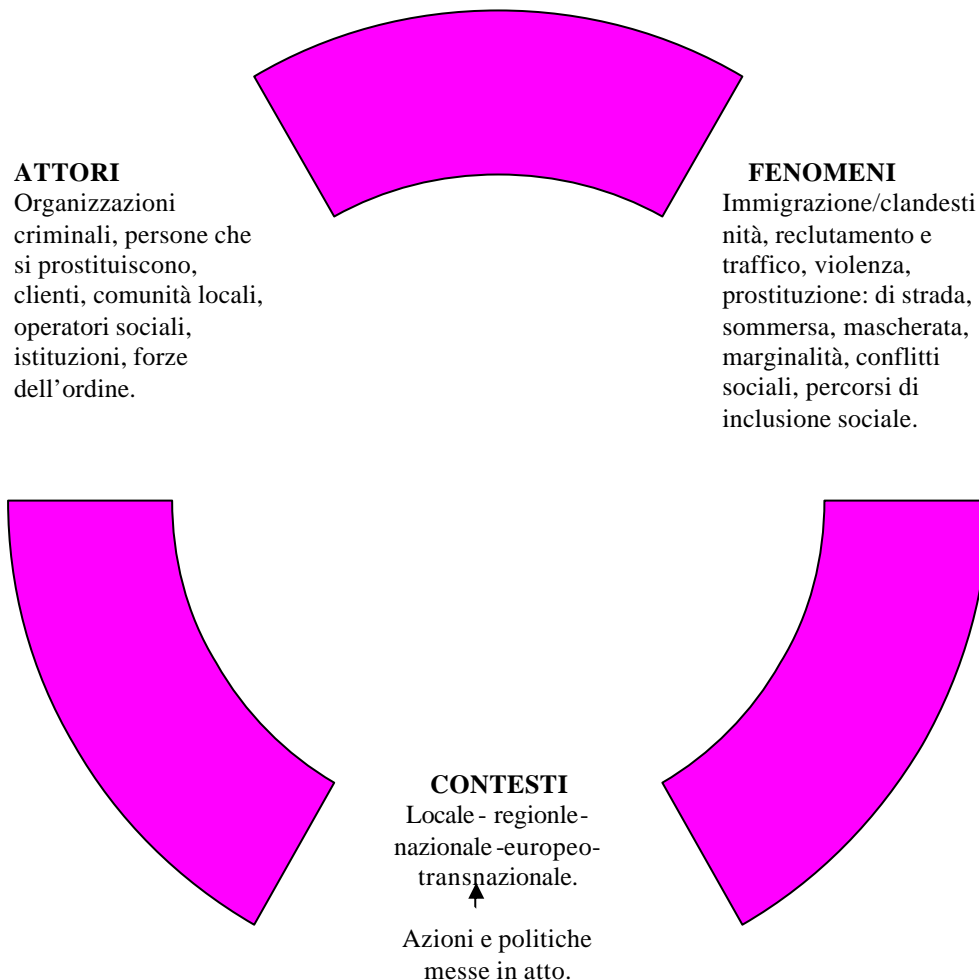 ATTORI
Organizzazioni
criminali, persone che
si prostituiscono,
clienti, comunità locali,
operatori sociali,
istituzioni, forze
dell’ordine.
FENOMENI
Immigrazione/clandesti
nità, reclutamento e
traffico, violenza,
prostituzione: di strada,
sommersa, mascherata,
marginalità, conflitti
sociali, percorsi di
inclusione sociale.
CONTESTI
Locale - regionle-
nazionale -europeo-
transnazionale.
Azioni e politiche
messe in atto.